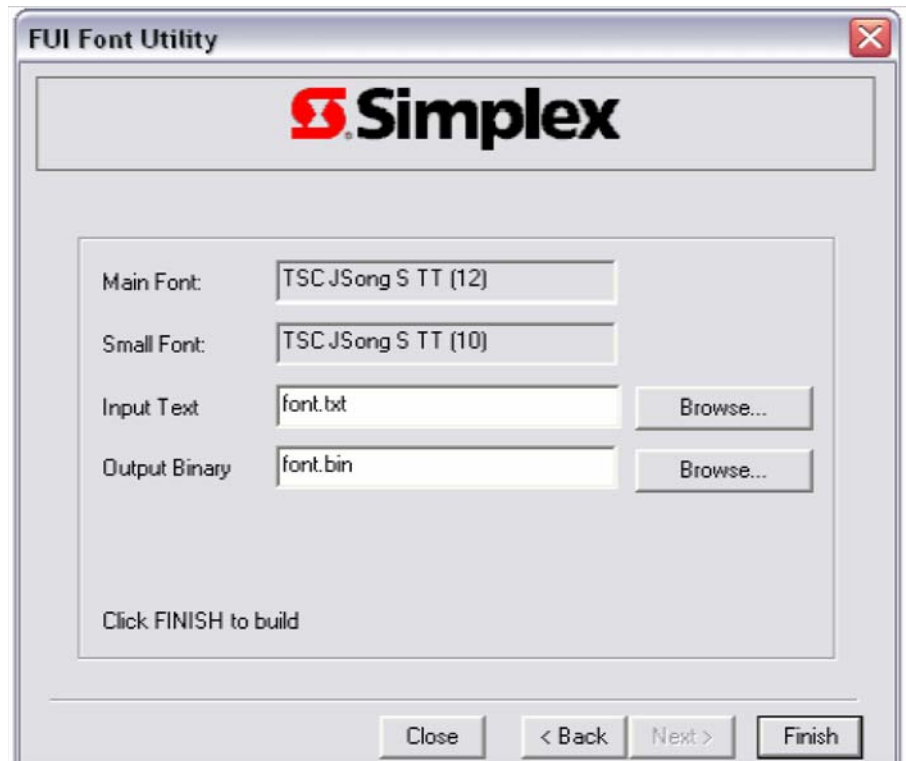 FUI Font Utility
Simplex
Main Font: TSC JSong S TT (12)
Small Font: TSC JSong S TT (10)
Input Text font.txt Browse...
Output Binary font.bin Browse...
Click FINISH to build
Close < Back Next > Finish